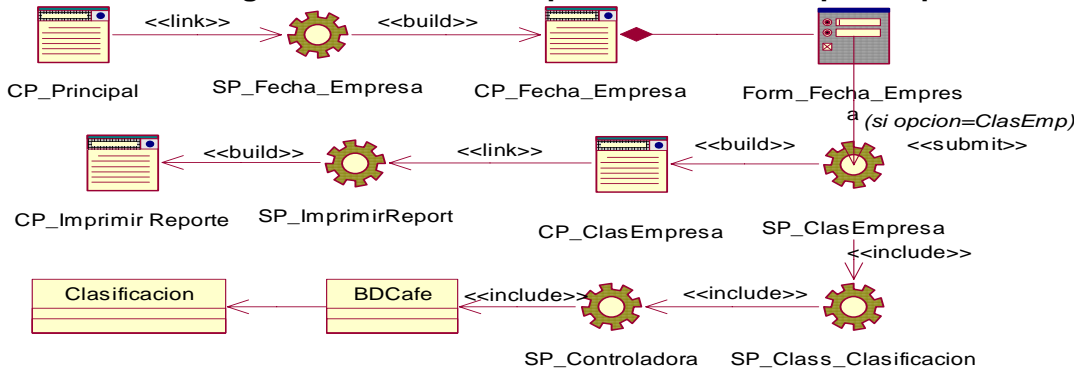 <<link>>
<<build>>
CP_Principal
SP_Fecha_Empresa
CP_Fecha_Empresa
Form_Fecha_Empres
a
(si opcion=ClasEmp)
<<build>>
<<link>>
<<build>>
<<submit>>
CP_Imprimir Reporte
SP_ImprimirReport
CP_ClasEmpresa
SP_ClasEmpresa
<<include>>
Clasificacion
BDCafe
<<include>>
<<include>>
SP_Controladora
SP_Class_Clasificacion